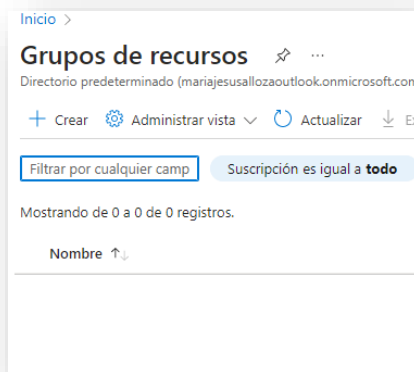 Inicio >
Grupos de recursos
Directorio predeterminado (mariajesusallozaoutlook.onmicrosoft.com
Crear Administrar vista Actualizar
Filtrar por cualquier camp Suscripción es igual a todo
Mostrando de 0 a 0 de 0 registros.
Nombre ↑↓